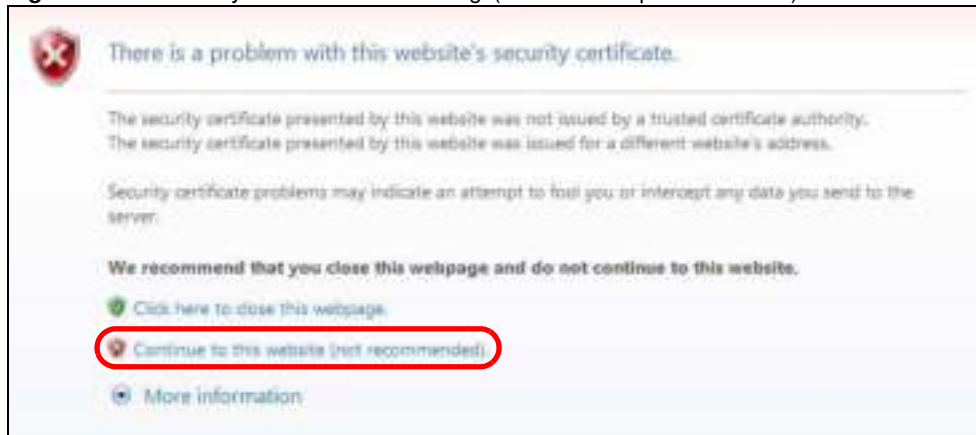 There is a problem with this website's security certificate.
The security certificate presented by this website was not issued by a trusted certificate authority.
The security certificate presented by this website was issued for a different website's address.
Security certificate problems may indicate an attempt to fool you or intercept any data you send to the
server.
We recommend that you close this webpage and do not continue to this website.
Click here to close this webpage.
Continue to this website (not recommended).
More information